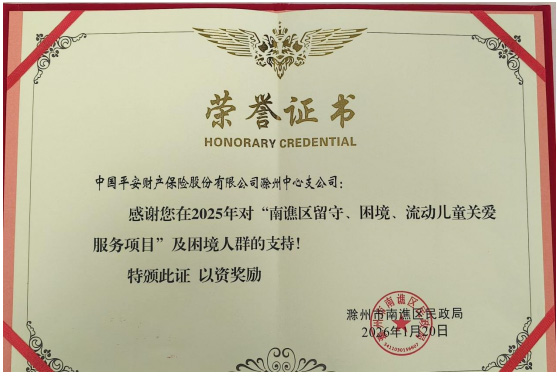 荣誉证书
HONORARY CREDENTIAL
中国平安财产保险股份有限公司滁州中心支公司：
感谢您在2025年对“南谯区留守、困境、流动儿童关爱
服务项目”及困境人群的支持！
特颁此证 以资奖励
滁州市南谯区民政局
2026年1月20日